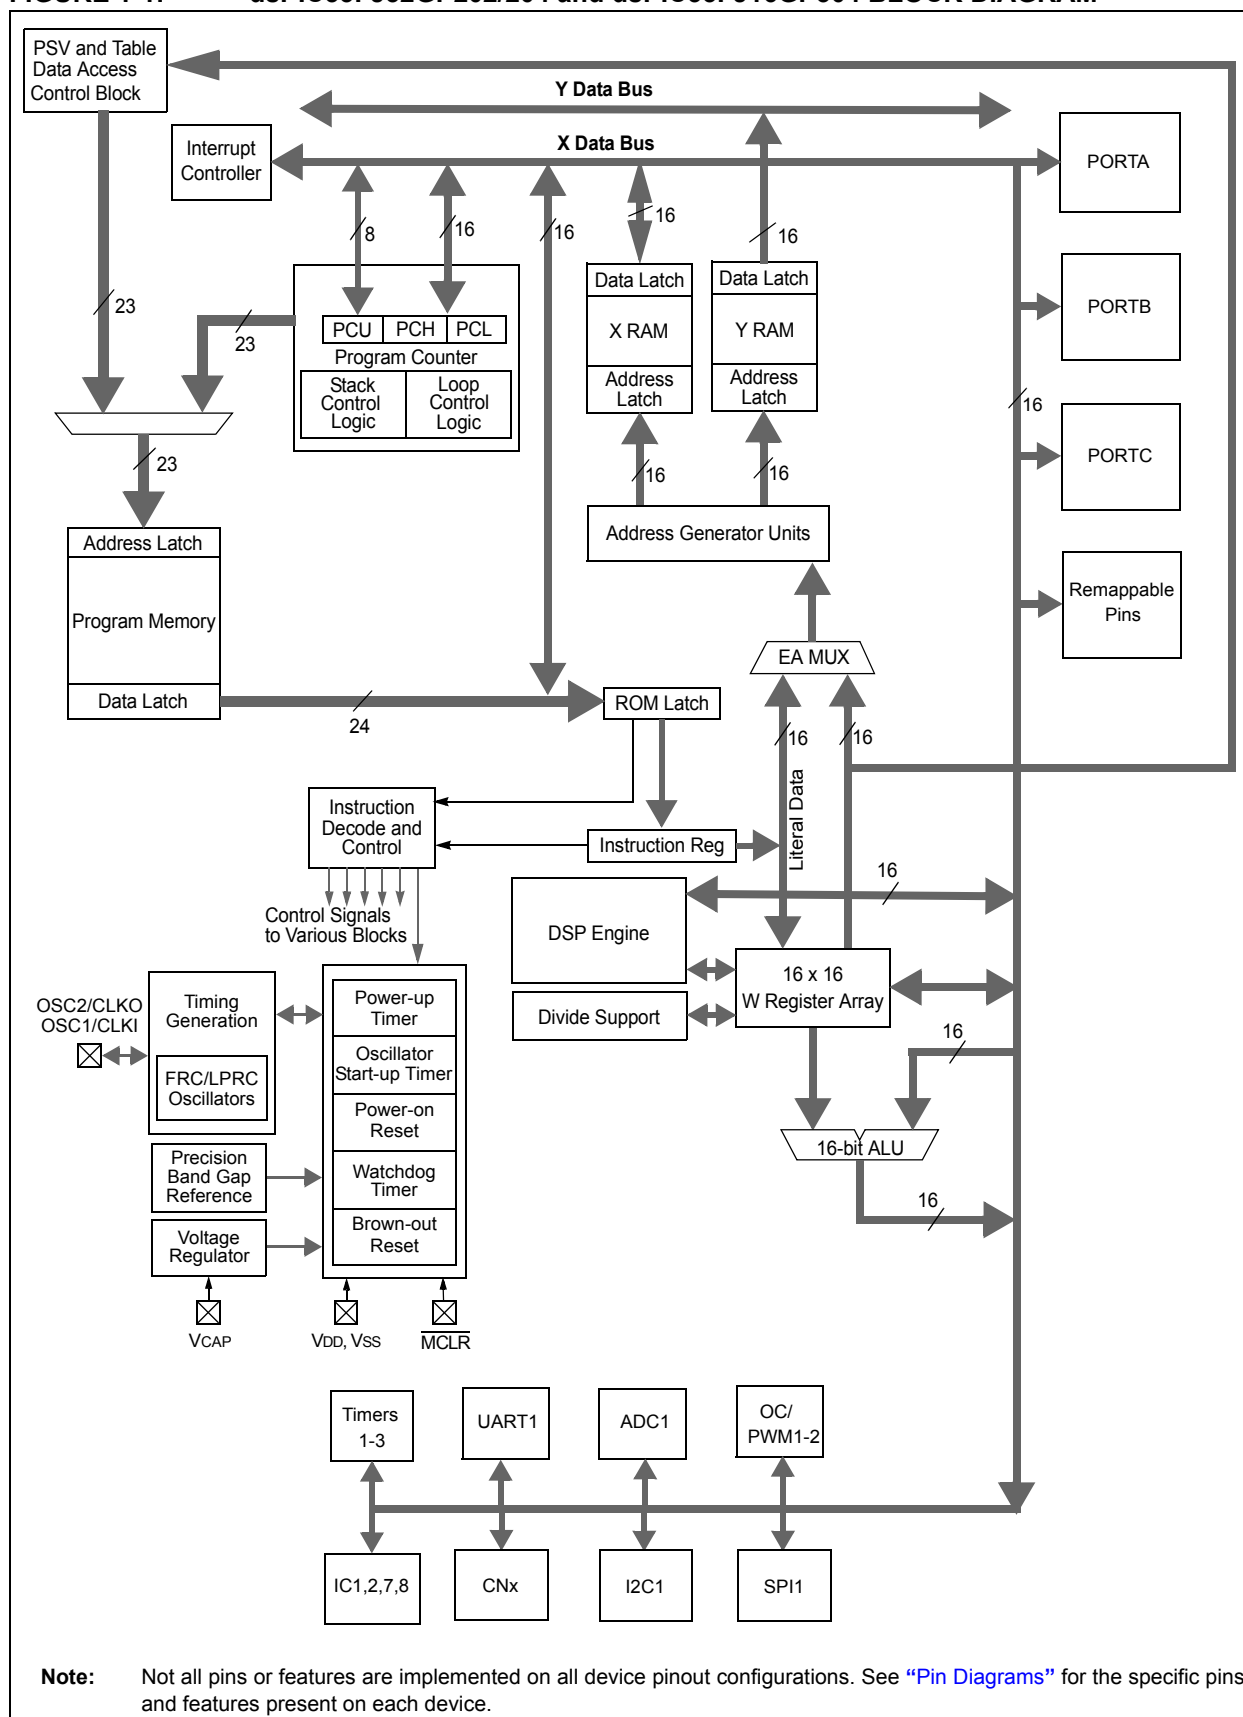 PSV and Table
Data Access
Control Block
Y Data Bus
Interrupt
Controller
X Data Bus
PORTA
8
16
16
16
16
23
23
Data Latch
X RAM
Address
Latch
Data Latch
Y RAM
Address
Latch
PORTB
PCU
PCH
PCL
Program Counter
Stack
Control
Logic
Loop
Control
Logic
16
PORTC
23
16
16
Address Generator Units
Address Latch
Program Memory
Data Latch
Remappable
Pins
EA MUX
24
ROM Latch
16
16
Literal Data
Instruction
Decode and
Control
Instruction Reg
16
Control Signals
to Various Blocks
DSP Engine
16 x 16
W Register Array
Divide Support
OSC2/CLKO
OSC1/CLKI
Timing
Generation
FRC/LPRC
Oscillators
Power-up
Timer
Oscillator
Start-up Timer
Power-on
Reset
Watchdog
Timer
Brown-out
Reset
16
16-bit ALU
16
Precision
Band Gap
Reference
Voltage
Regulator
VCAP
VDD, VSS
MCLR
Timers
1-3
UART1
ADC1
OC/
PWM1-2
IC1,2,7,8
CNx
I2C1
SPI1
Note: Not all pins or features are implemented on all device pinout configurations. See “Pin Diagrams” for the specific pins
and features present on each device.